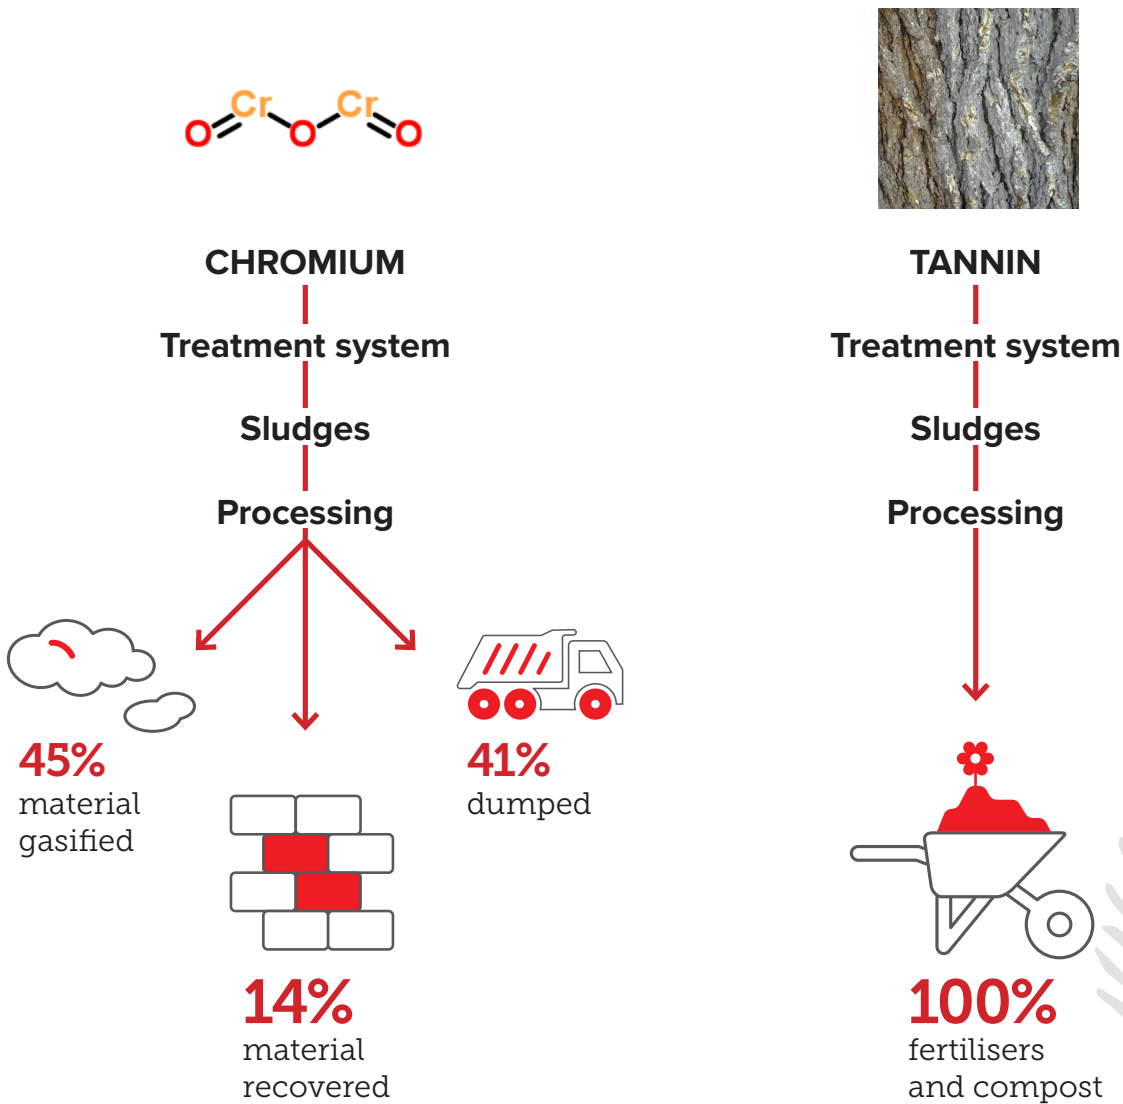 Cr
Cr
O
O
O
CHROMIUM
Treatment system
Sludges
Processing
45%
material
gasified
14%
material
recovered
41%
dumped
TANNIN
Treatment system
Sludges
Processing
100%
fertilisers
and compost